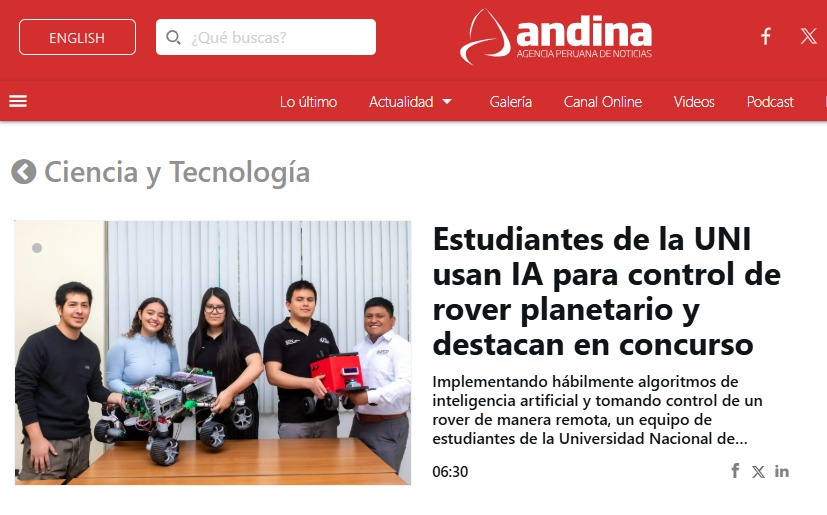 ENGLISH
¿Qué buscas?
andina
AGENCIA PERUANA DE NOTICIAS
Lo último Actualidad Galería Canal Online Videos Podcast
Ciencia y Tecnología
Estudiantes de la UNI
usan IA para control de
rover planetario y
destacan en concurso
Implementando hábilmente algoritmos de
inteligencia artificial y tomando control de un
rover de manera remota, un equipo de
estudiantes de la Universidad Nacional de...
06:30